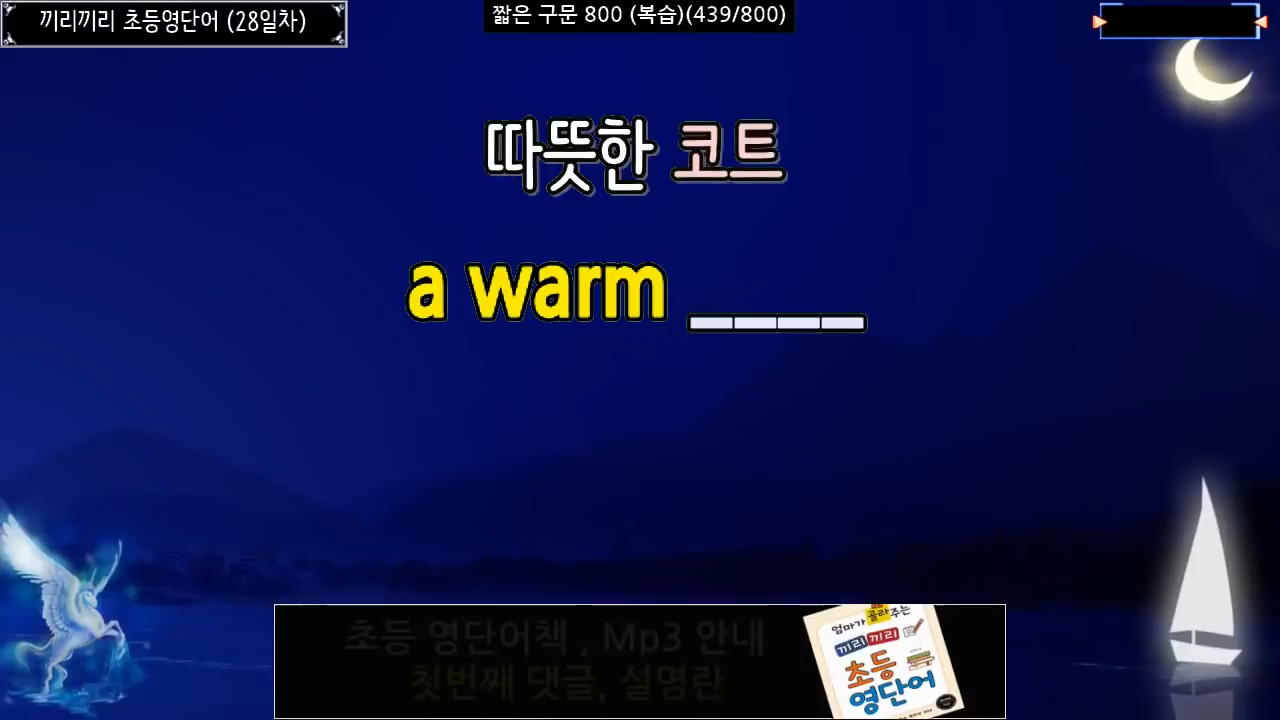 끼리끼리 초등영단어 (28일차)
짧은 구문 800 (복습)(439/800)
따뜻한 코트
a warm ____
초등 영단어책 , Mp3 안내
첫번째 댓글, 설명란
엄마가 골라주는
끼리끼리
초등
영단어